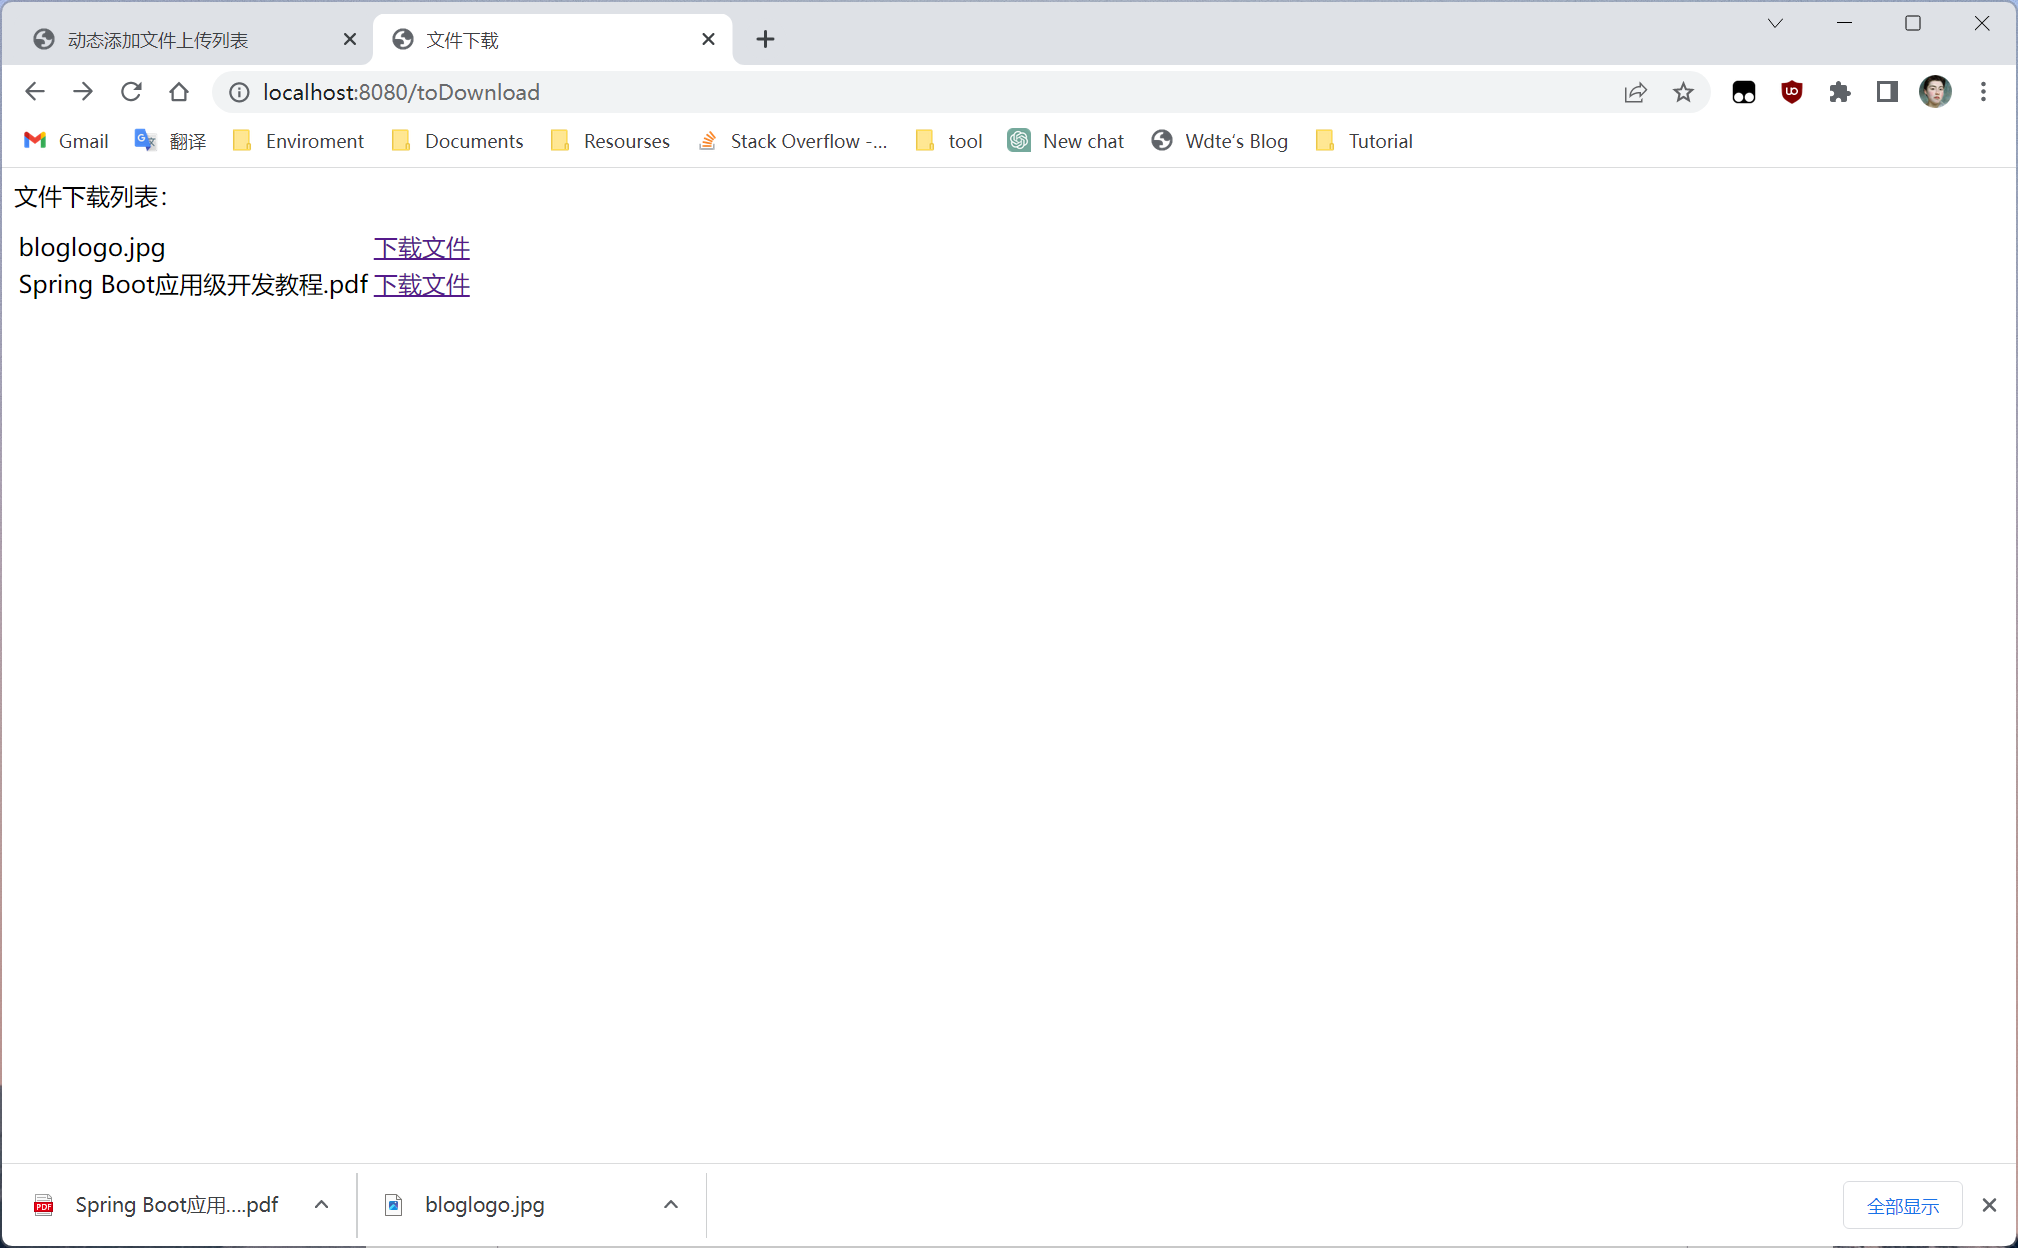 动态添加文件上传列表
文件下载
localhost:8080/toDownload
Gmail 翻译 Enviroment Documents Resourses Stack Overflow -... tool New chat Wdte‘s Blog Tutorial
文件下载列表：
bloglogo.jpg 下载文件
Spring Boot应用级开发教程.pdf 下载文件
Spring Boot应用....pdf bloglogo.jpg 全部显示